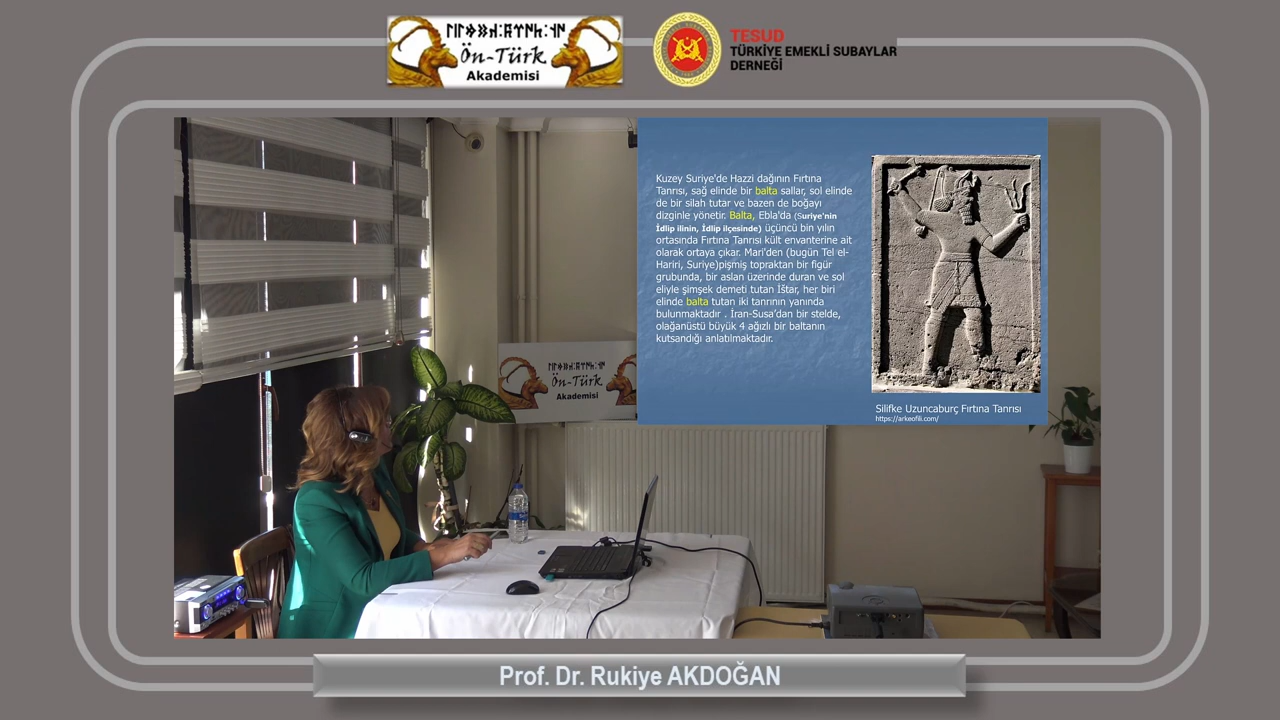 Ön-Türk
Akademisi
TESUD
TÜRKİYE EMEKLİ SUBAYLAR
DERNEĞİ
Kuzey Suriye'de Hazzi dağının Fırtına
Tanrısı, sağ elinde bir balta sallar, sol elinde
de bir silah tutar ve bazen de boğayı
dizginle yönetir. Balta, Ebla'da (Suriye'nin
İdlip ilinin, İdlip ilçesinde) üçüncü bin yılın
ortasında Fırtına Tanrısı kült envanterine ait
olarak ortaya çıkar. Mari'den (bugün Tel el-
Hariri, Suriye)pişmiş topraktan bir figür
grubunda, bir aslan üzerinde duran ve sol
eliyle şimşek demeti tutan İštar, her biri
elinde balta tutan iki tanrının yanında
bulunmaktadır . İran-Susa'dan bir stelde,
olağanüstü büyük 4 ağızlı bir baltanın
kutsandığı anlatılmaktadır.
Silifke Uzuncaburç Fırtına Tanrısı
https://arkeofili.com/
Ön-Türk
Akademisi
Prof. Dr. Rukiye AKDOĞAN